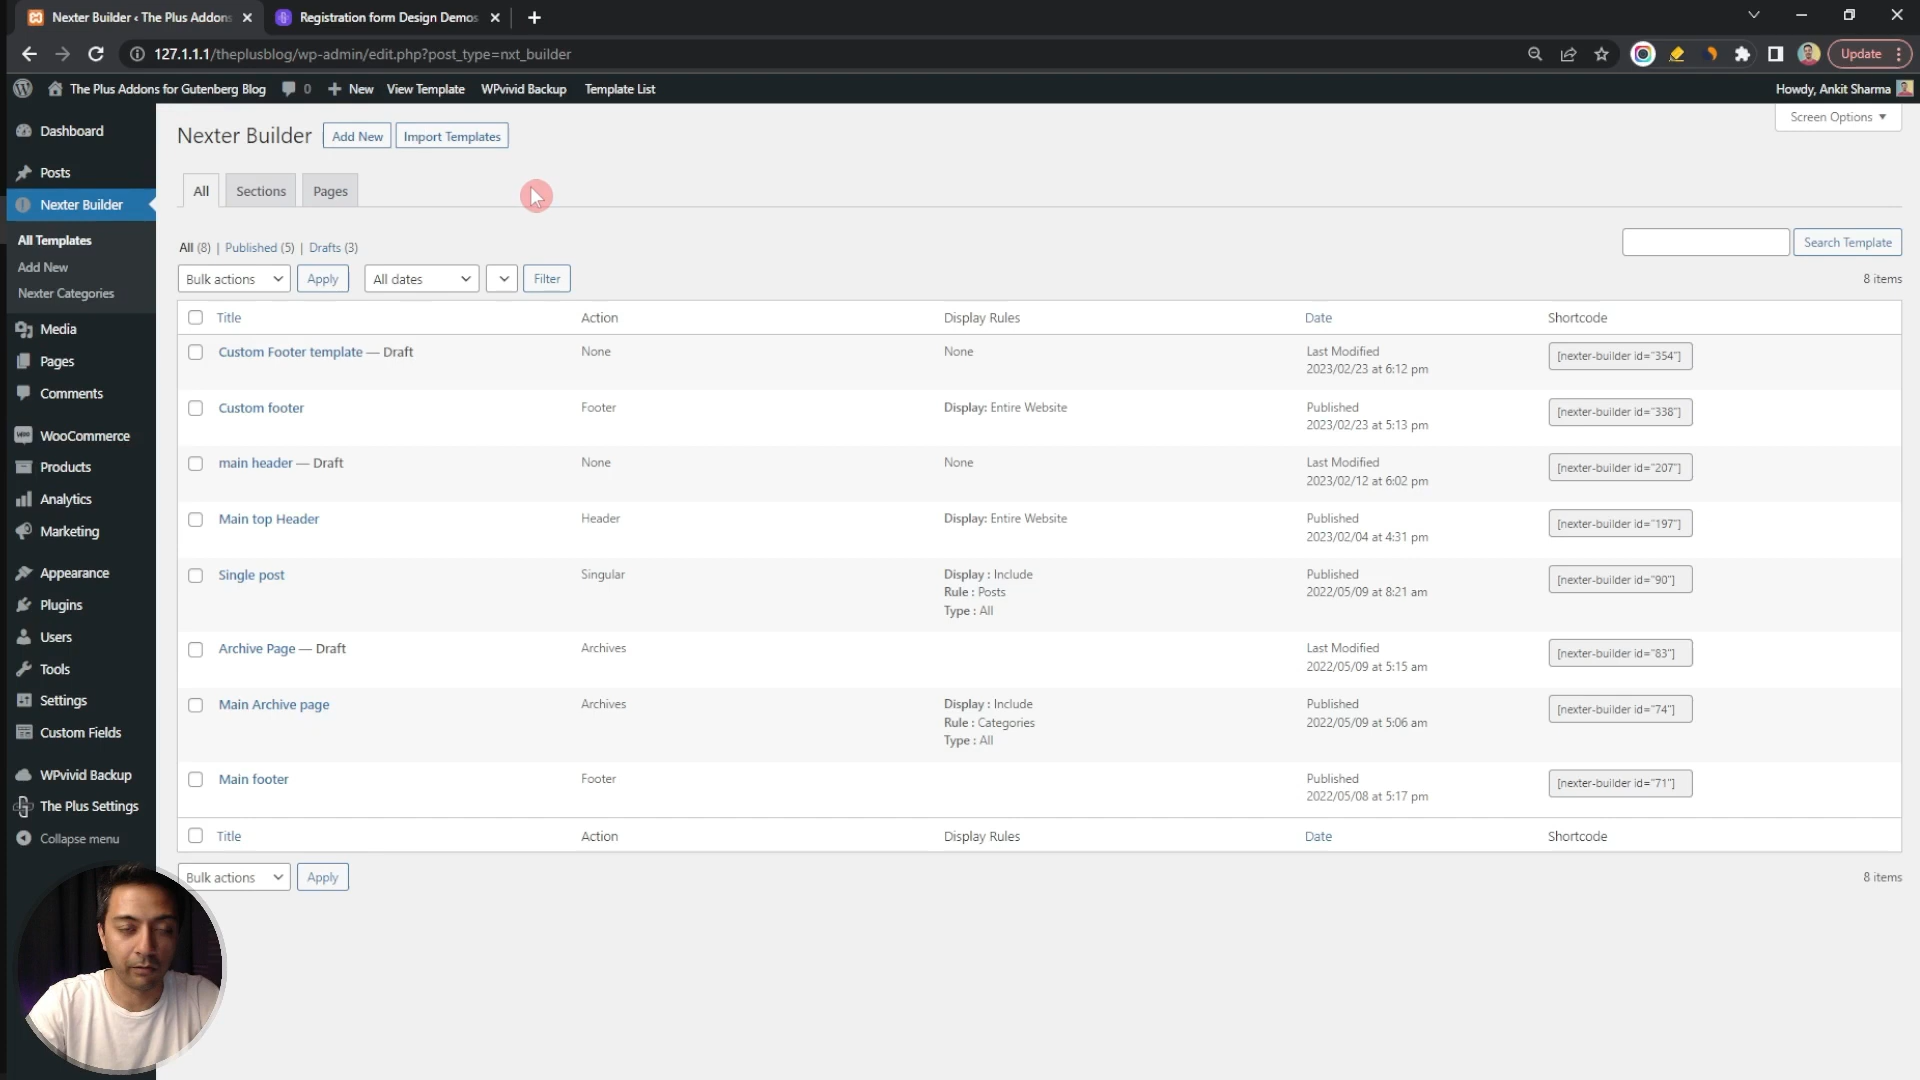 Nexter Builder ‹ The Plus Addons
Registration form Design Demos
127.1.1.1/theplusblog/wp-admin/edit.php?post_type=nxt_builder
Update
The Plus Addons for Gutenberg Blog
0
New
View Template
WPvivid Backup
Template List
Howdy, Ankit Sharma
Dashboard
Posts
Nexter Builder
All Templates
Add New
Nexter Categories
Media
Pages
Comments
WooCommerce
Products
Analytics
Marketing
Appearance
Plugins
Users
Tools
Settings
Custom Fields
WPvivid Backup
The Plus Settings
Collapse menu
Nexter Builder
Add New
Import Templates
Screen Options
All
Sections
Pages
All (8) | Published (5) | Drafts (3)
Search Template
Bulk actions
Apply
All dates
Filter
8 items
Title Action Display Rules Date Shortcode
Custom Footer template — Draft None None Last Modified [nexter-builder id="354"]
2023/02/23 at 6:12 pm
Custom footer Footer Display: Entire Website Published [nexter-builder id="338"]
2023/02/23 at 5:13 pm
main header — Draft None None Last Modified [nexter-builder id="207"]
2023/02/12 at 6:02 pm
Main top Header Header Display: Entire Website Published [nexter-builder id="197"]
2023/02/04 at 4:31 pm
Single post Singular Display : Include Published [nexter-builder id="90"]
Rule : Posts 2022/05/09 at 8:21 am
Type : All
Archive Page — Draft Archives Last Modified [nexter-builder id="83"]
2022/05/09 at 5:15 am
Main Archive page Archives Display : Include Published [nexter-builder id="74"]
Rule : Categories 2022/05/09 at 5:06 am
Type : All
Main footer Footer Published [nexter-builder id="71"]
2022/05/08 at 5:17 pm
Title Action Display Rules Date Shortcode
Bulk actions
Apply
8 items